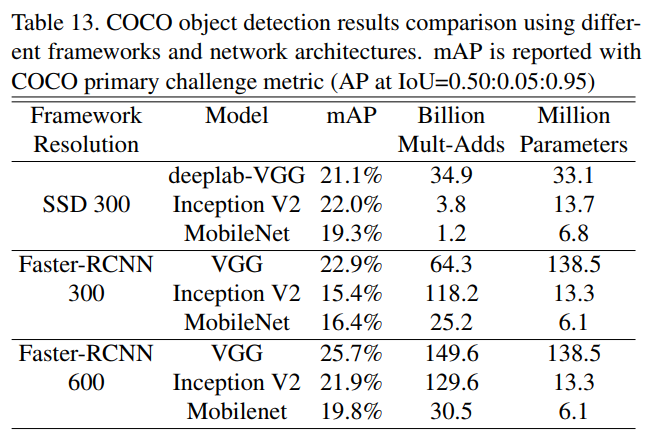 Table 13. COCO object detection results comparison using differ-
ent frameworks and network architectures. mAP is reported with
COCO primary challenge metric (AP at IoU=0.50:0.05:0.95)
Framework Model mAP Billion Million
Resolution Mult-Adds Parameters
deeplab-VGG 21.1% 34.9 33.1
SSD 300 Inception V2 22.0% 3.8 13.7
MobileNet 19.3% 1.2 6.8
Faster-RCNN VGG 22.9% 64.3 138.5
300 Inception V2 15.4% 118.2 13.3
MobileNet 16.4% 25.2 6.1
Faster-RCNN VGG 25.7% 149.6 138.5
600 Inception V2 21.9% 129.6 13.3
Mobilenet 19.8% 30.5 6.1